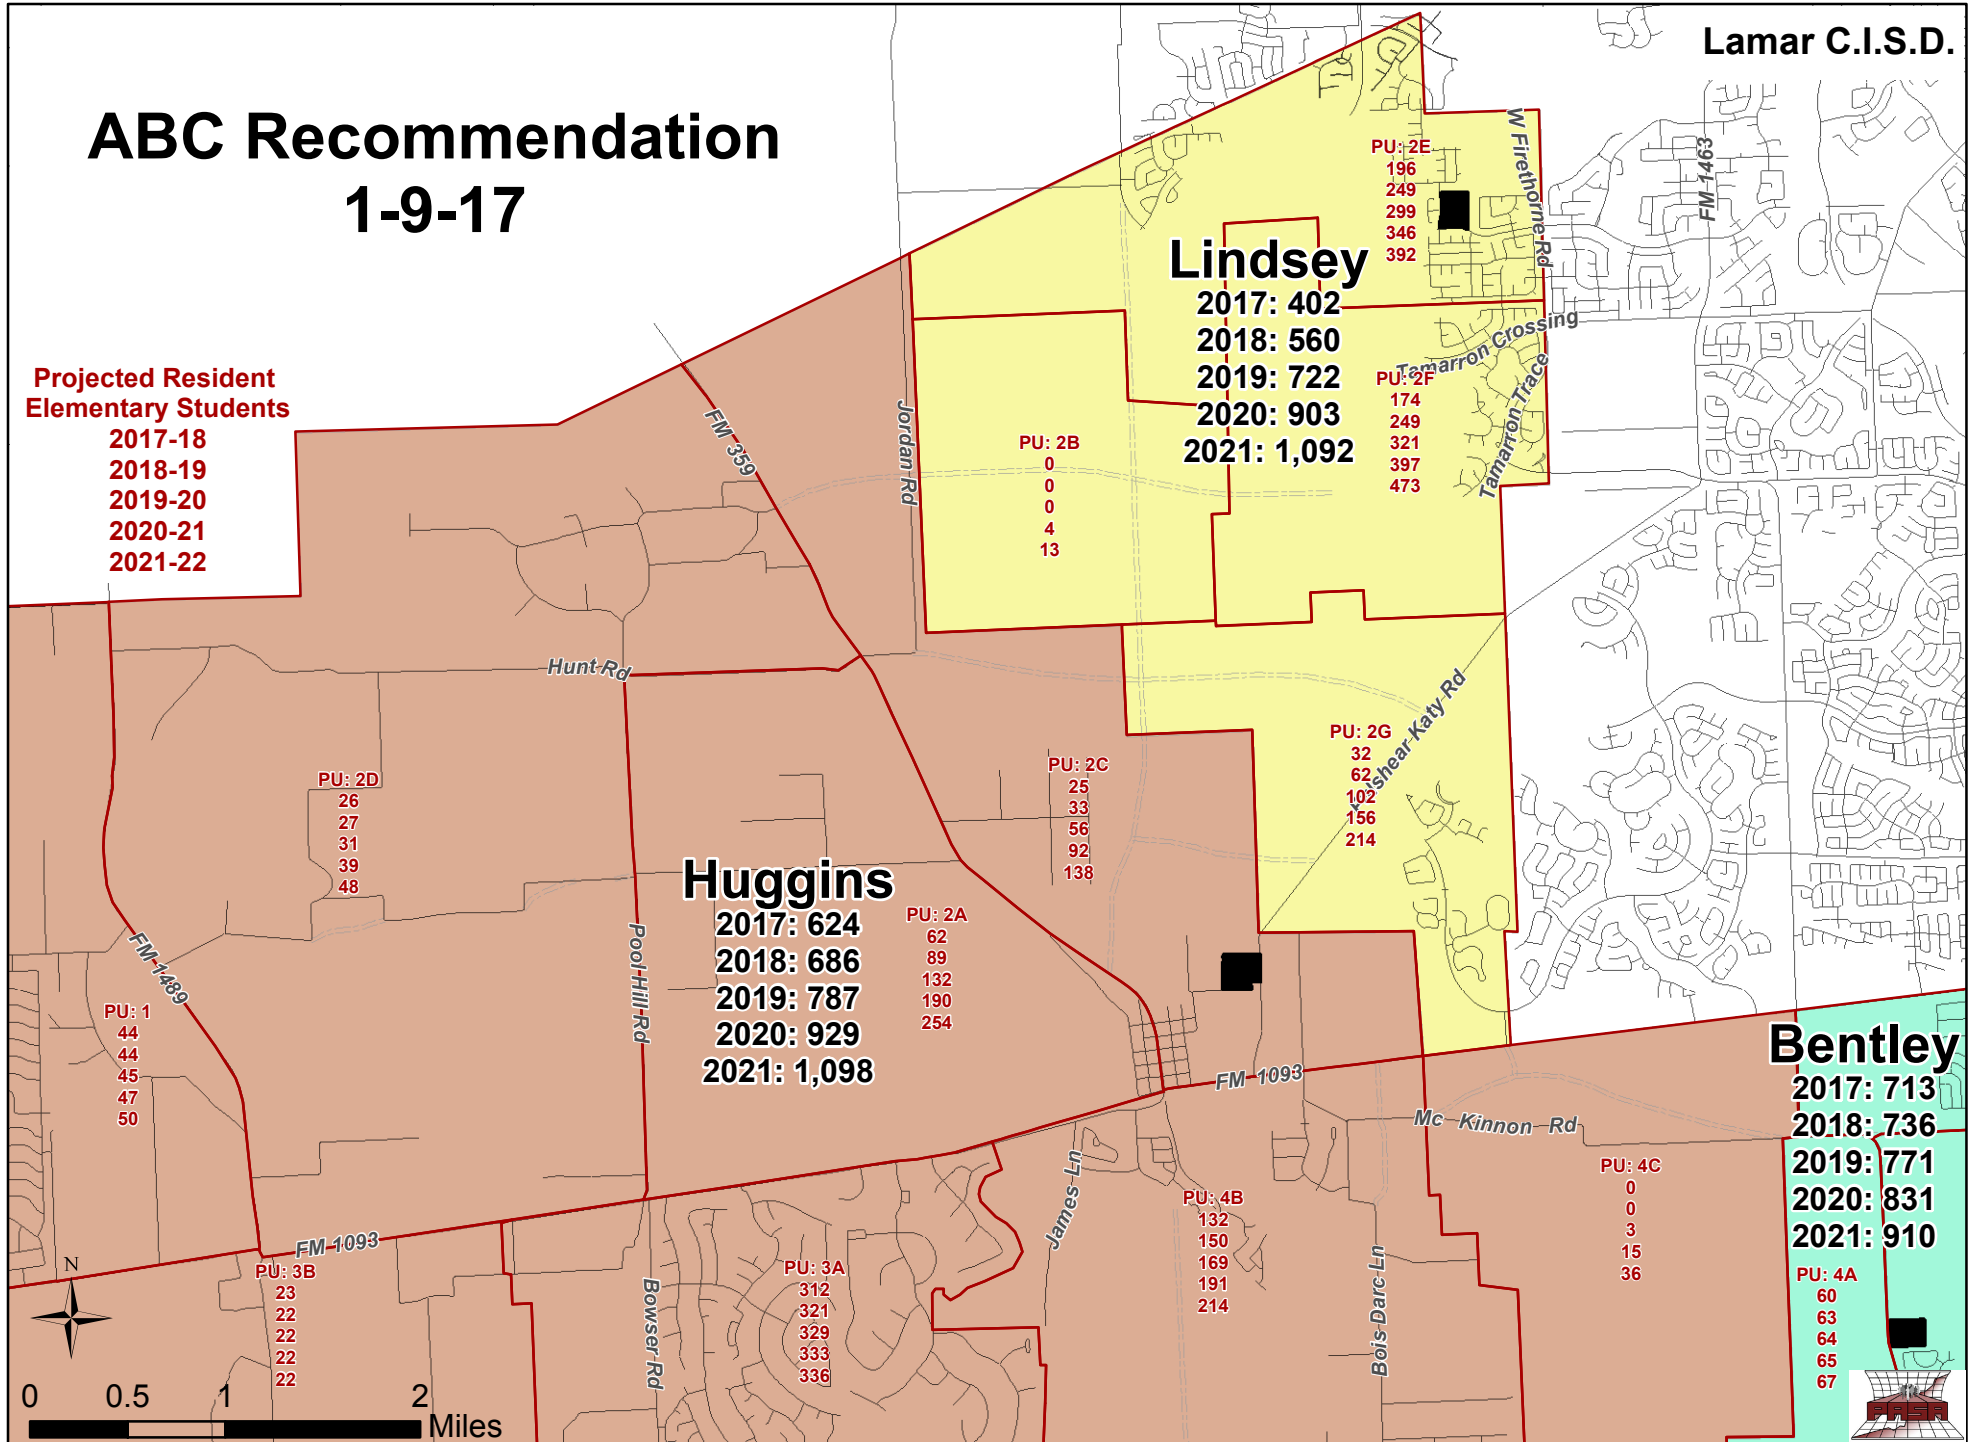 Lamar C.I.S.D.
ABC Recommendation
1-9-17
Projected Resident
Elementary Students
2017-18
2018-19
2019-20
2020-21
2021-22
PU: 2E
196
249
299
346
392
W Firethorne Rd
FM 1463
Lindsey
2017: 402
2018: 560
2019: 722
2020: 903
2021: 1,092
Tamarron Crossing
Tamarron Trace
PU: 2F
174
249
321
397
473
PU: 2B
0
0
0
4
13
Jordan Rd
FM 359
Hunt Rd
PU: 2G
32
62
102
156
214
PU: 2D
26
27
31
39
48
PU: 2C
25
33
56
92
138
Huggins
2017: 624
2018: 686
2019: 787
2020: 929
2021: 1,098
PU: 2A
62
89
132
190
254
Pool Hill Rd
FM 1489
PU: 1
44
44
45
47
50
Bentley
2017: 713
2018: 736
2019: 771
2020: 831
2021: 910
FM 1093
Mc Kinnon Rd
PU: 4C
0
0
3
15
36
James Ln
PU: 4B
132
150
169
191
214
Bois Darc Ln
FM 1093
PU: 3B
23
22
22
22
22
PU: 3A
312
321
329
333
336
Bowser Rd
PU: 4A
60
63
64
65
67
N
0 0.5 1 2
Miles
PASA